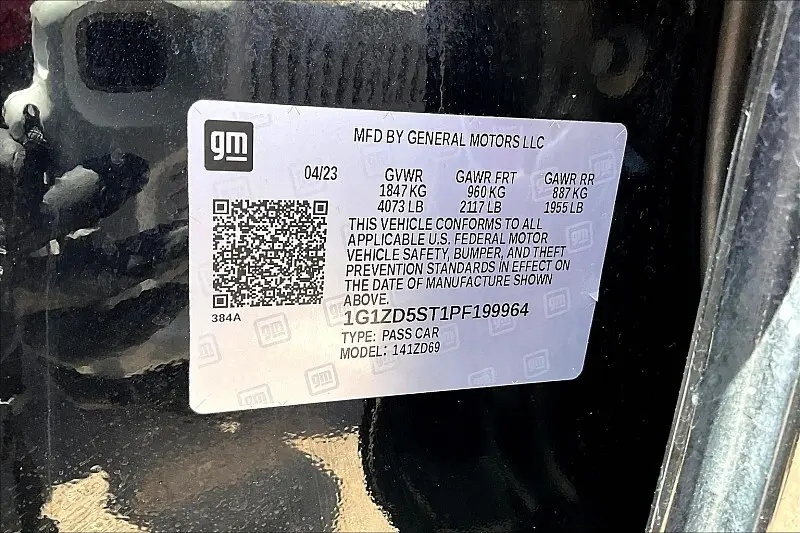 gm
MFD BY GENERAL MOTORS LLC
04/23 GVWR GAWR FRT GAWR RR
1847 KG 960 KG 887 KG
4073 LB 2117 LB 1955 LB
THIS VEHICLE CONFORMS TO ALL
APPLICABLE U.S. FEDERAL MOTOR
VEHICLE SAFETY, BUMPER, AND THEFT
PREVENTION STANDARDS IN EFFECT ON
THE DATE OF MANUFACTURE SHOWN
ABOVE.
384A
1G1ZD5ST1PF199964
TYPE: PASS CAR
MODEL: 141ZD69